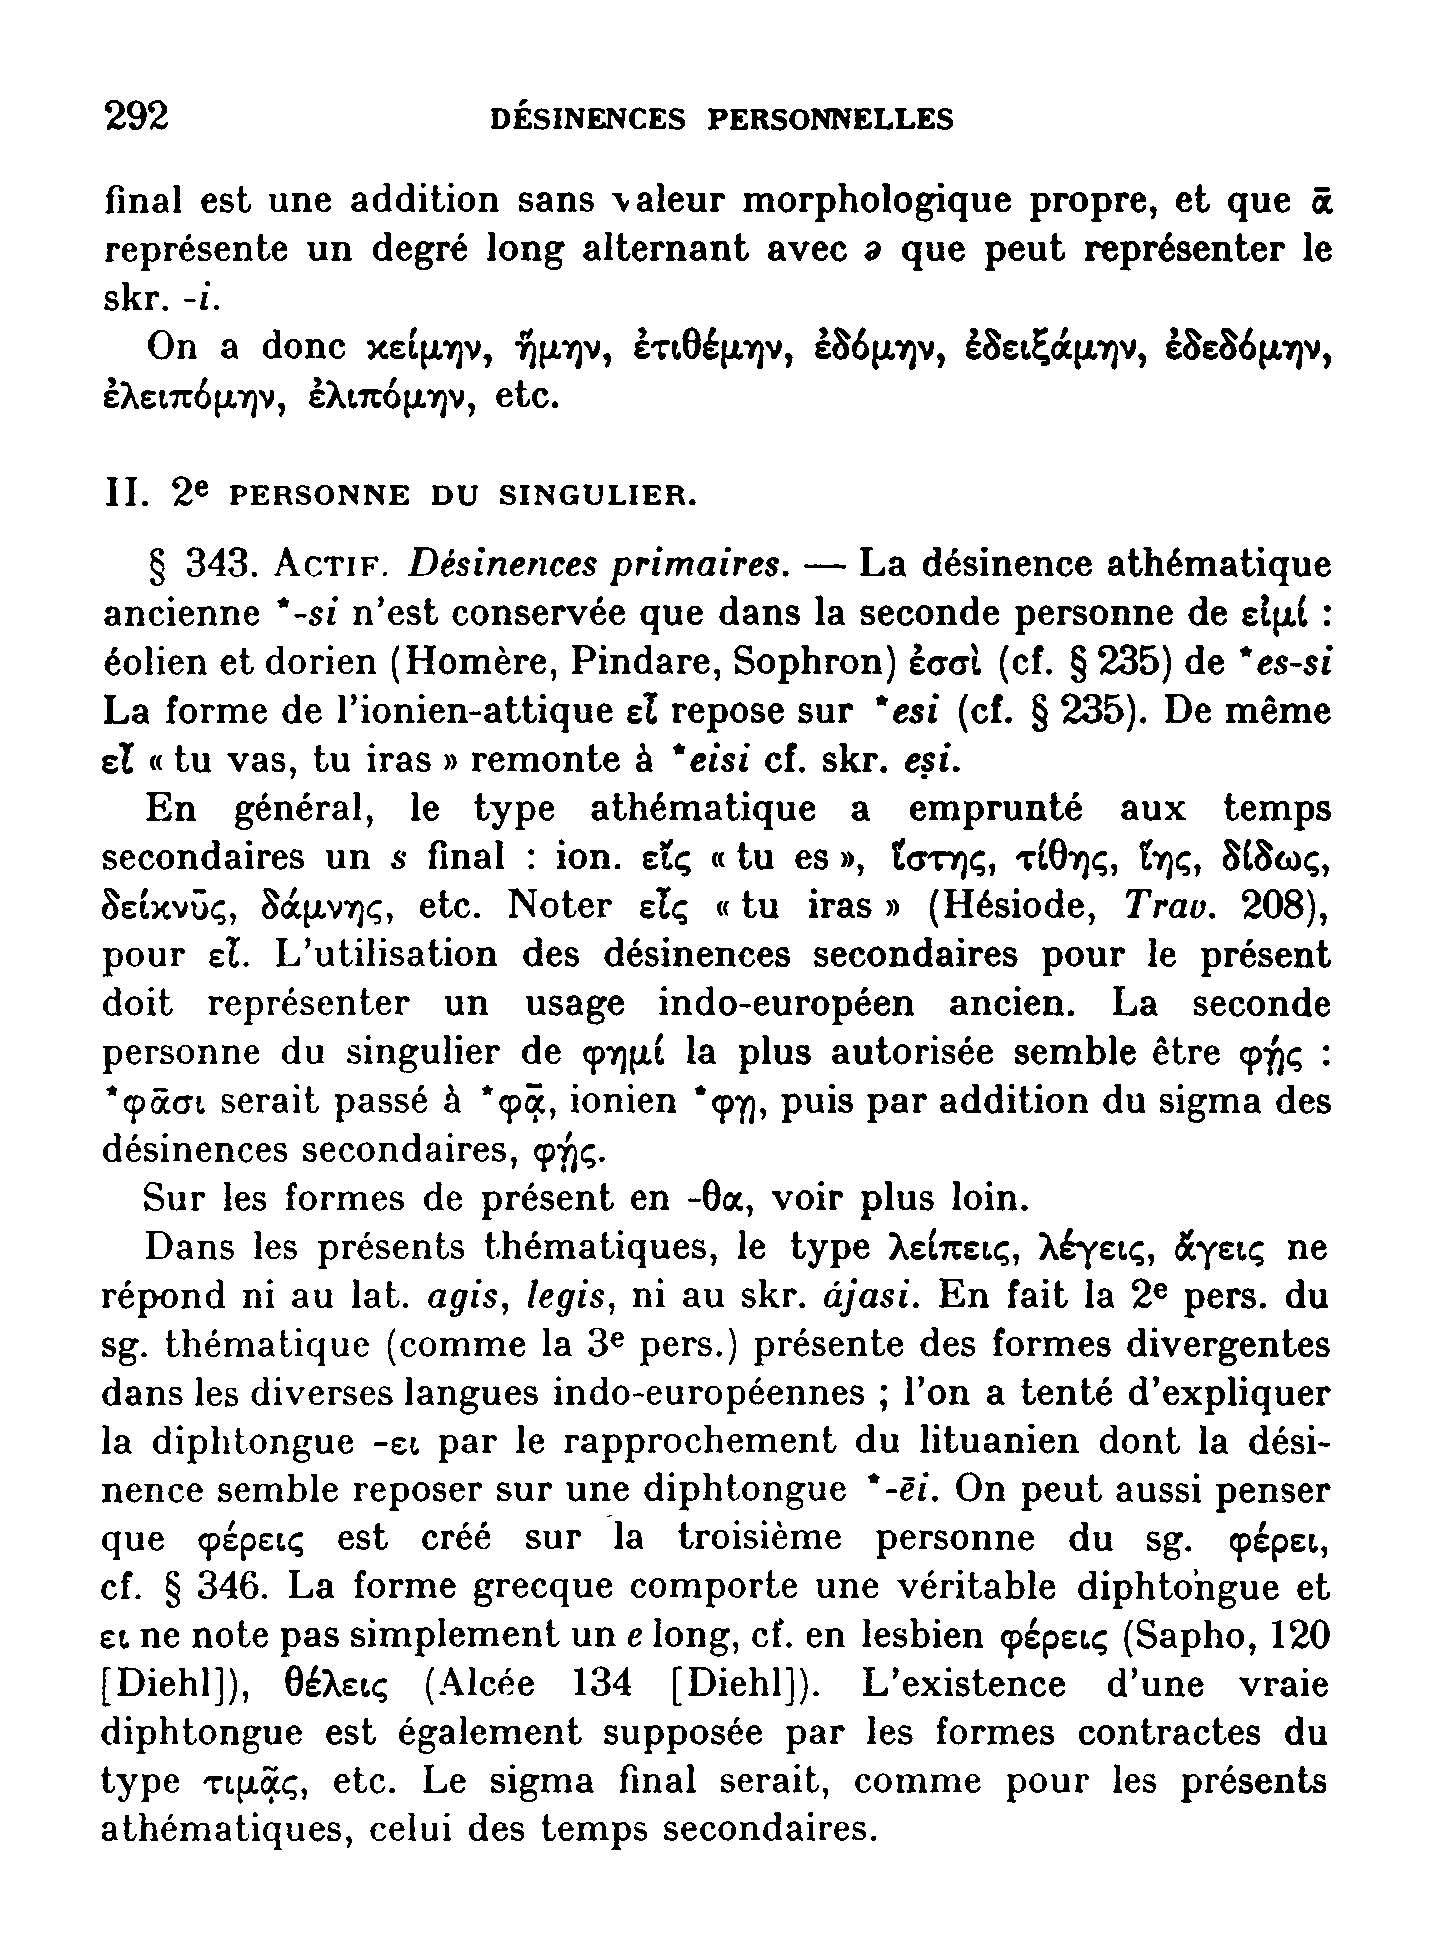 292 DÉSINENCES PERSONNELLES
final est une addition sans valeur morphologique propre, et que ᾱ
représente un degré long alternant avec ə que peut représenter le
skr. -i.
On a donc κείμην, ἥμην, ἐτιθέμην, ἐδόμην, ἐδειξάμην, ἐδεδόμην,
ἐλειπόμην, ἐλιπόμην, etc.
II. 2e PERSONNE DU SINGULIER.
§ 343. ACTIF. Désinences primaires. — La désinence athématique
ancienne *-si n’est conservée que dans la seconde personne de εἰμί :
éolien et dorien (Homère, Pindare, Sophron) ἐσσὶ (cf. § 235) de *es-si
La forme de l’ionien-attique εἶ repose sur *esi (cf. § 235). De même
εἶ « tu vas, tu iras » remonte à *eisi cf. skr. eṣi.
En général, le type athématique a emprunté aux temps
secondaires un s final : ion. εἴς « tu es », ἵστης, τίθης, ἵης, δίδως,
δείκνῡς, δάμνης, etc. Noter εἶς « tu iras » (Hésiode, Trav. 208),
pour εἶ. L’utilisation des désinences secondaires pour le présent
doit représenter un usage indo-européen ancien. La seconde
personne du singulier de φημί la plus autorisée semble être φῄς :
*φᾱσι serait passé à *φᾱͅ, ionien *φῃ, puis par addition du sigma des
désinences secondaires, φῄς.
Sur les formes de présent en -θα, voir plus loin.
Dans les présents thématiques, le type λείπεις, λέγεις, ἄγεις ne
répond ni au lat. agis, legis, ni au skr. ájasi. En fait la 2e pers. du
sg. thématique (comme la 3e pers.) présente des formes divergentes
dans les diverses langues indo-européennes ; l’on a tenté d’expliquer
la diphtongue -ει par le rapprochement du lituanien dont la dési-
nence semble reposer sur une diphtongue *-ēi. On peut aussi penser
que φέρεις est créé sur la troisième personne du sg. φέρει,
cf. § 346. La forme grecque comporte une véritable diphtongue et
ει ne note pas simplement un e long, cf. en lesbien φέρεις (Sapho, 120
[Diehl]), θέλεις (Alcée 134 [Diehl]). L’existence d’une vraie
diphtongue est également supposée par les formes contractes du
type τιμᾷς, etc. Le sigma final serait, comme pour les présents
athématiques, celui des temps secondaires.